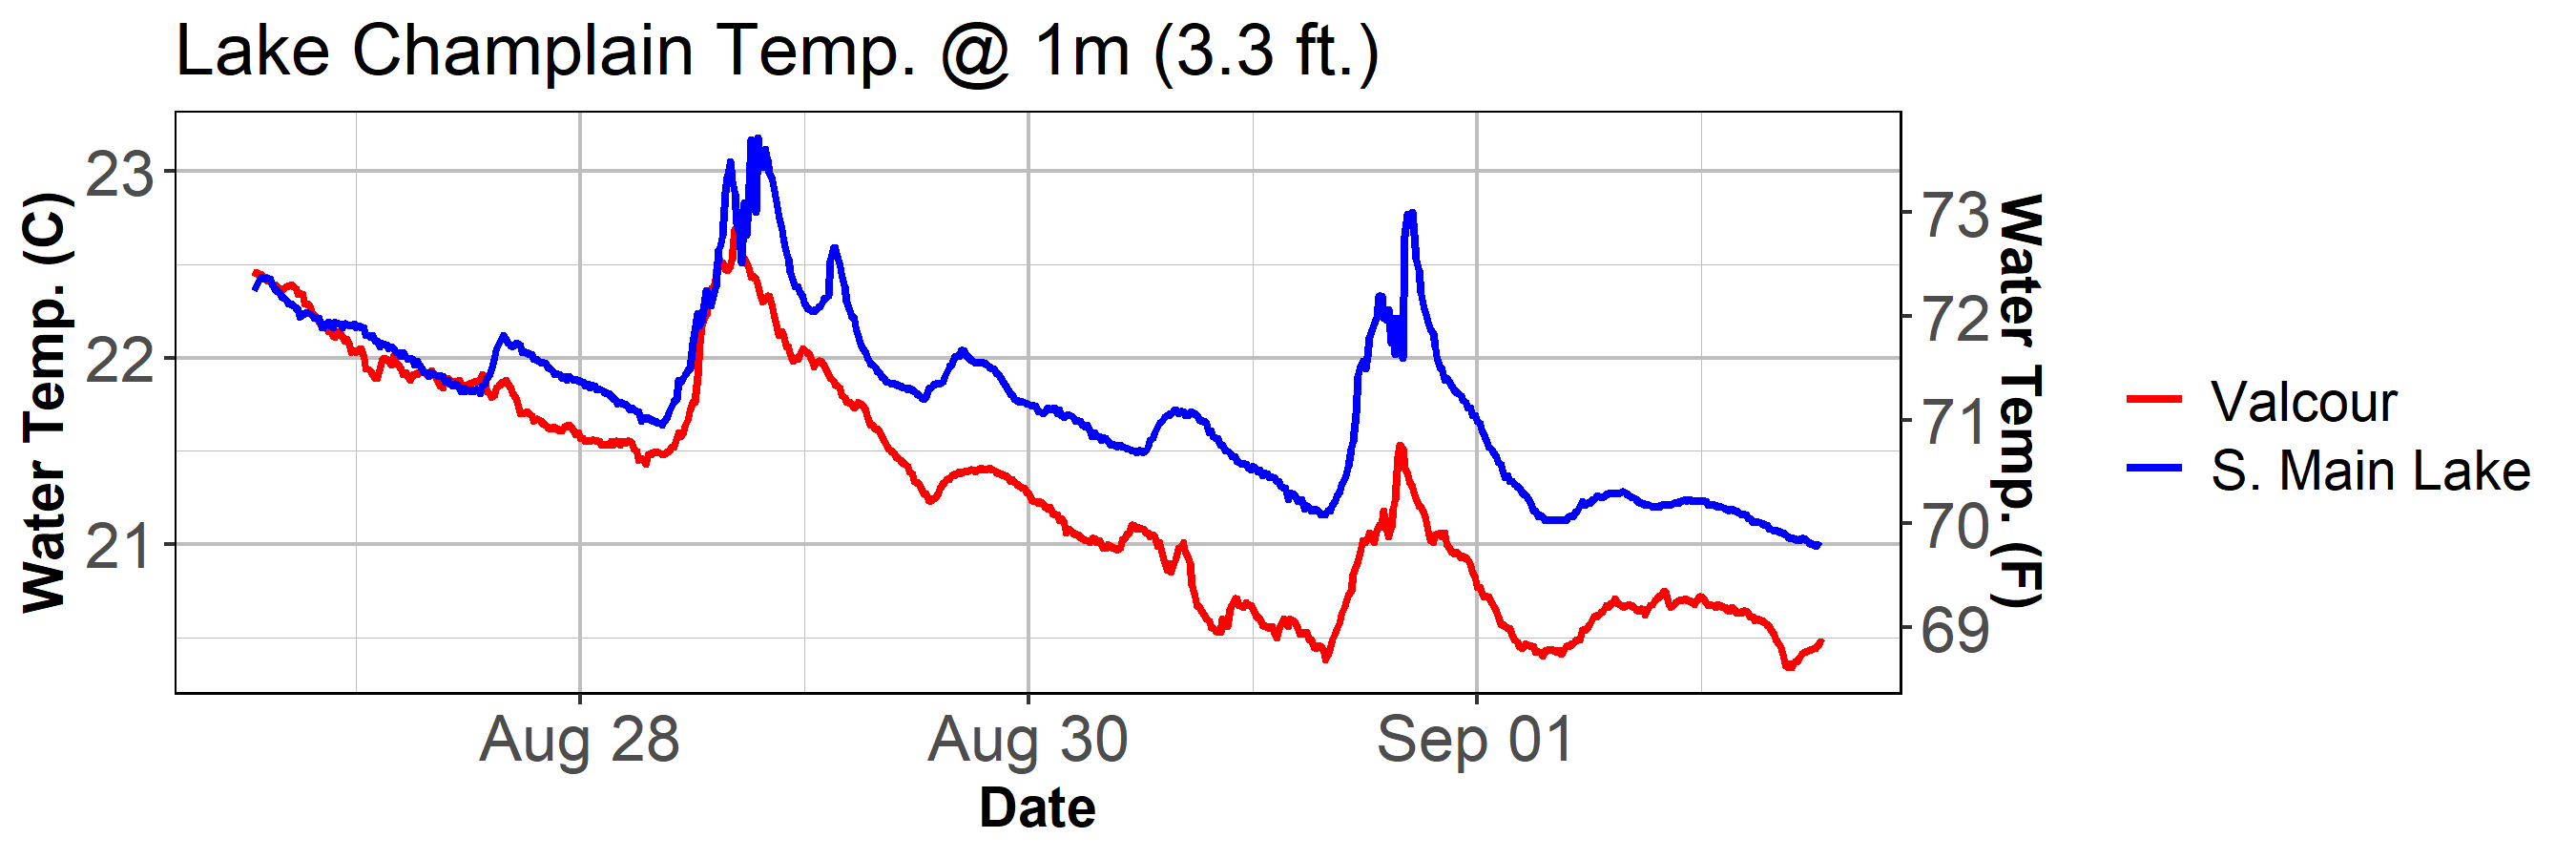 Lake Champlain Temp. @ 1m (3.3 ft.)
Water Temp. (C)
23
22
21
73
72
71
70
69
Water Temp. (F)
Aug 28
Aug 30
Sep 01
Date
Valcour
S. Main Lake